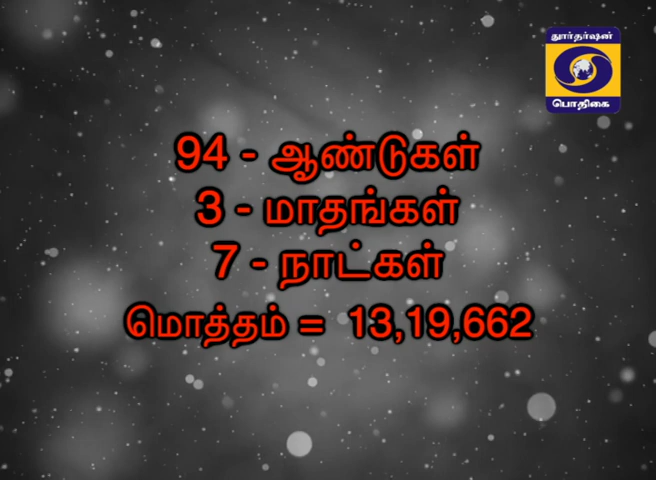 தூர்தர்ஷன்
பொதிகை
94 - ஆண்டுகள்
3 - மாதங்கள்
7 - நாட்கள்
மொத்தம் = 13,19,662